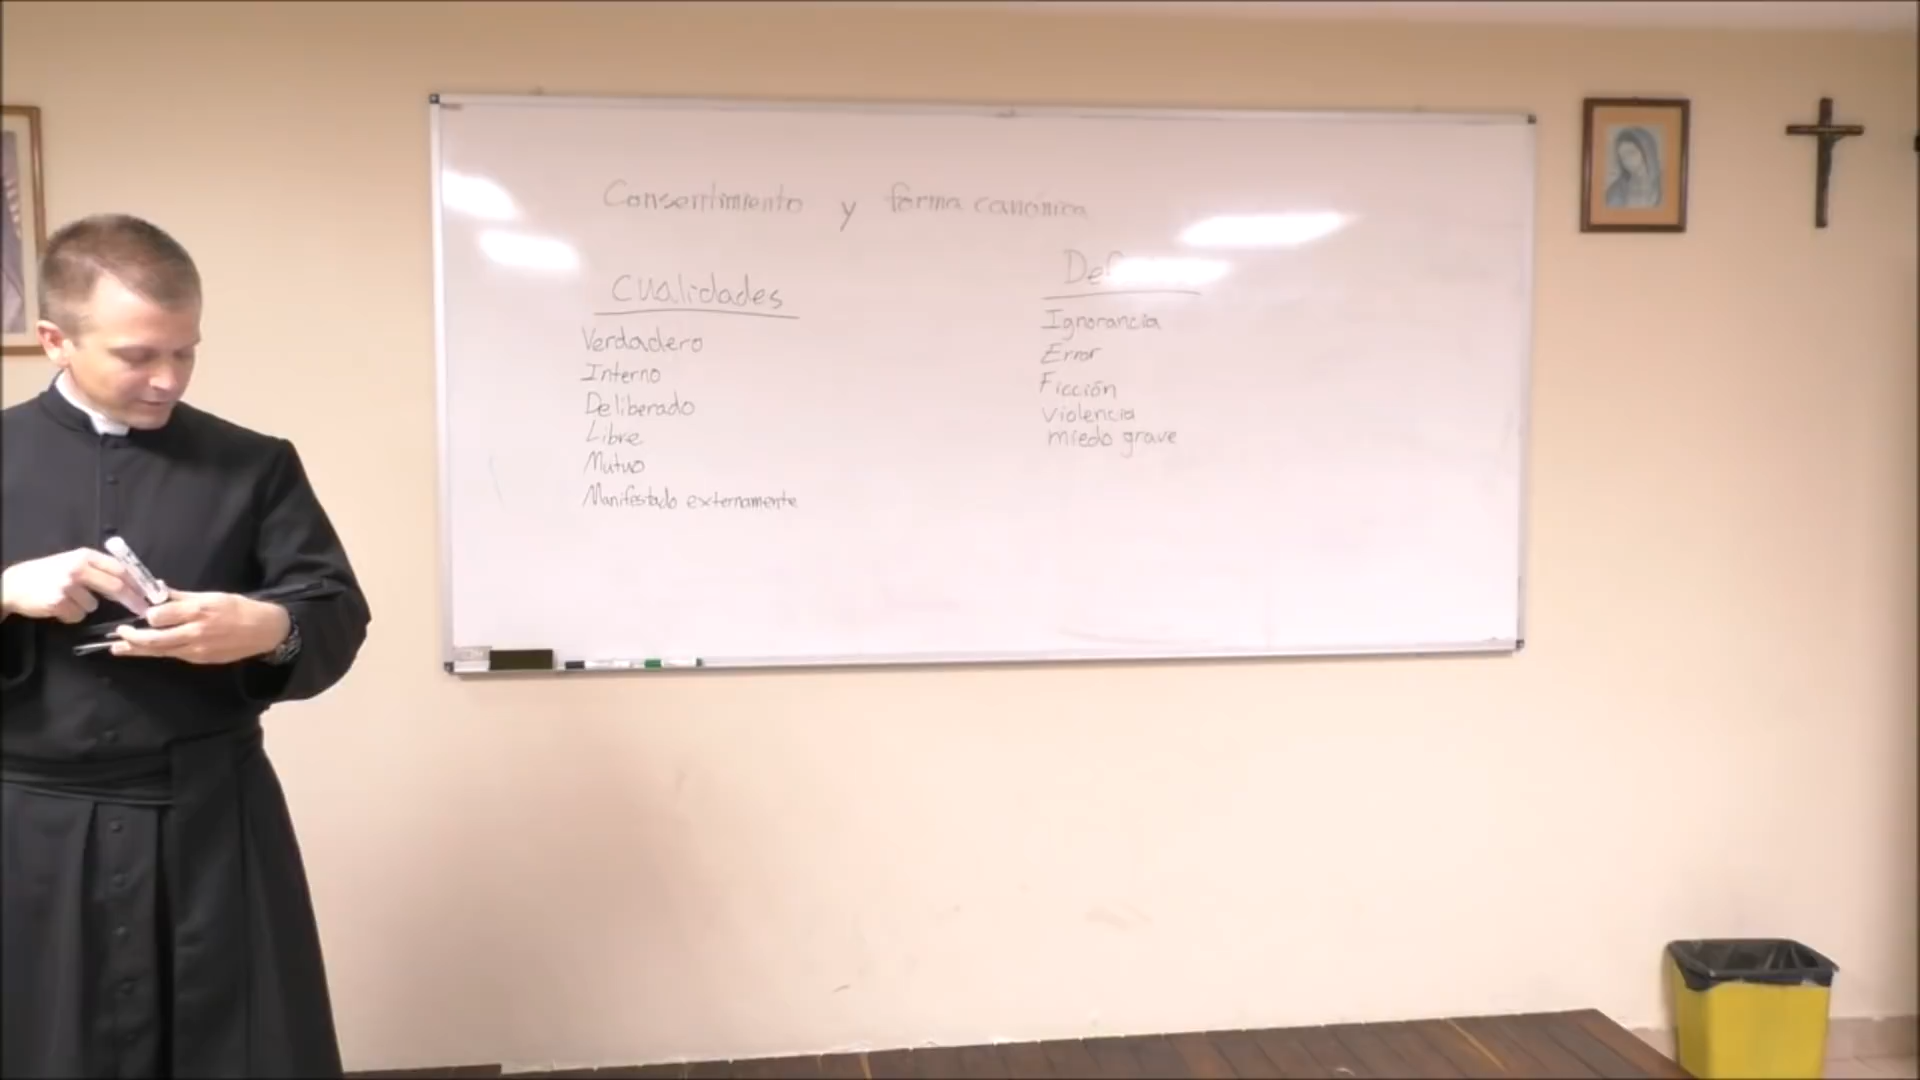 Consentimiento y forma canónica
Cualidades
Verdadero
Interno
Deliberado
Libre
Mutuo
Manifestado externamente
Ignorancia
Error
Ficción
violencia
miedo grave